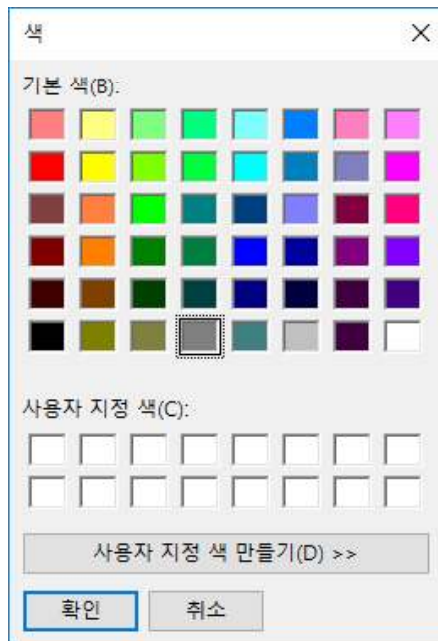 색
기본 색(B):
사용자 지정 색(C):
사용자 지정 색 만들기(D) >>
확인 취소